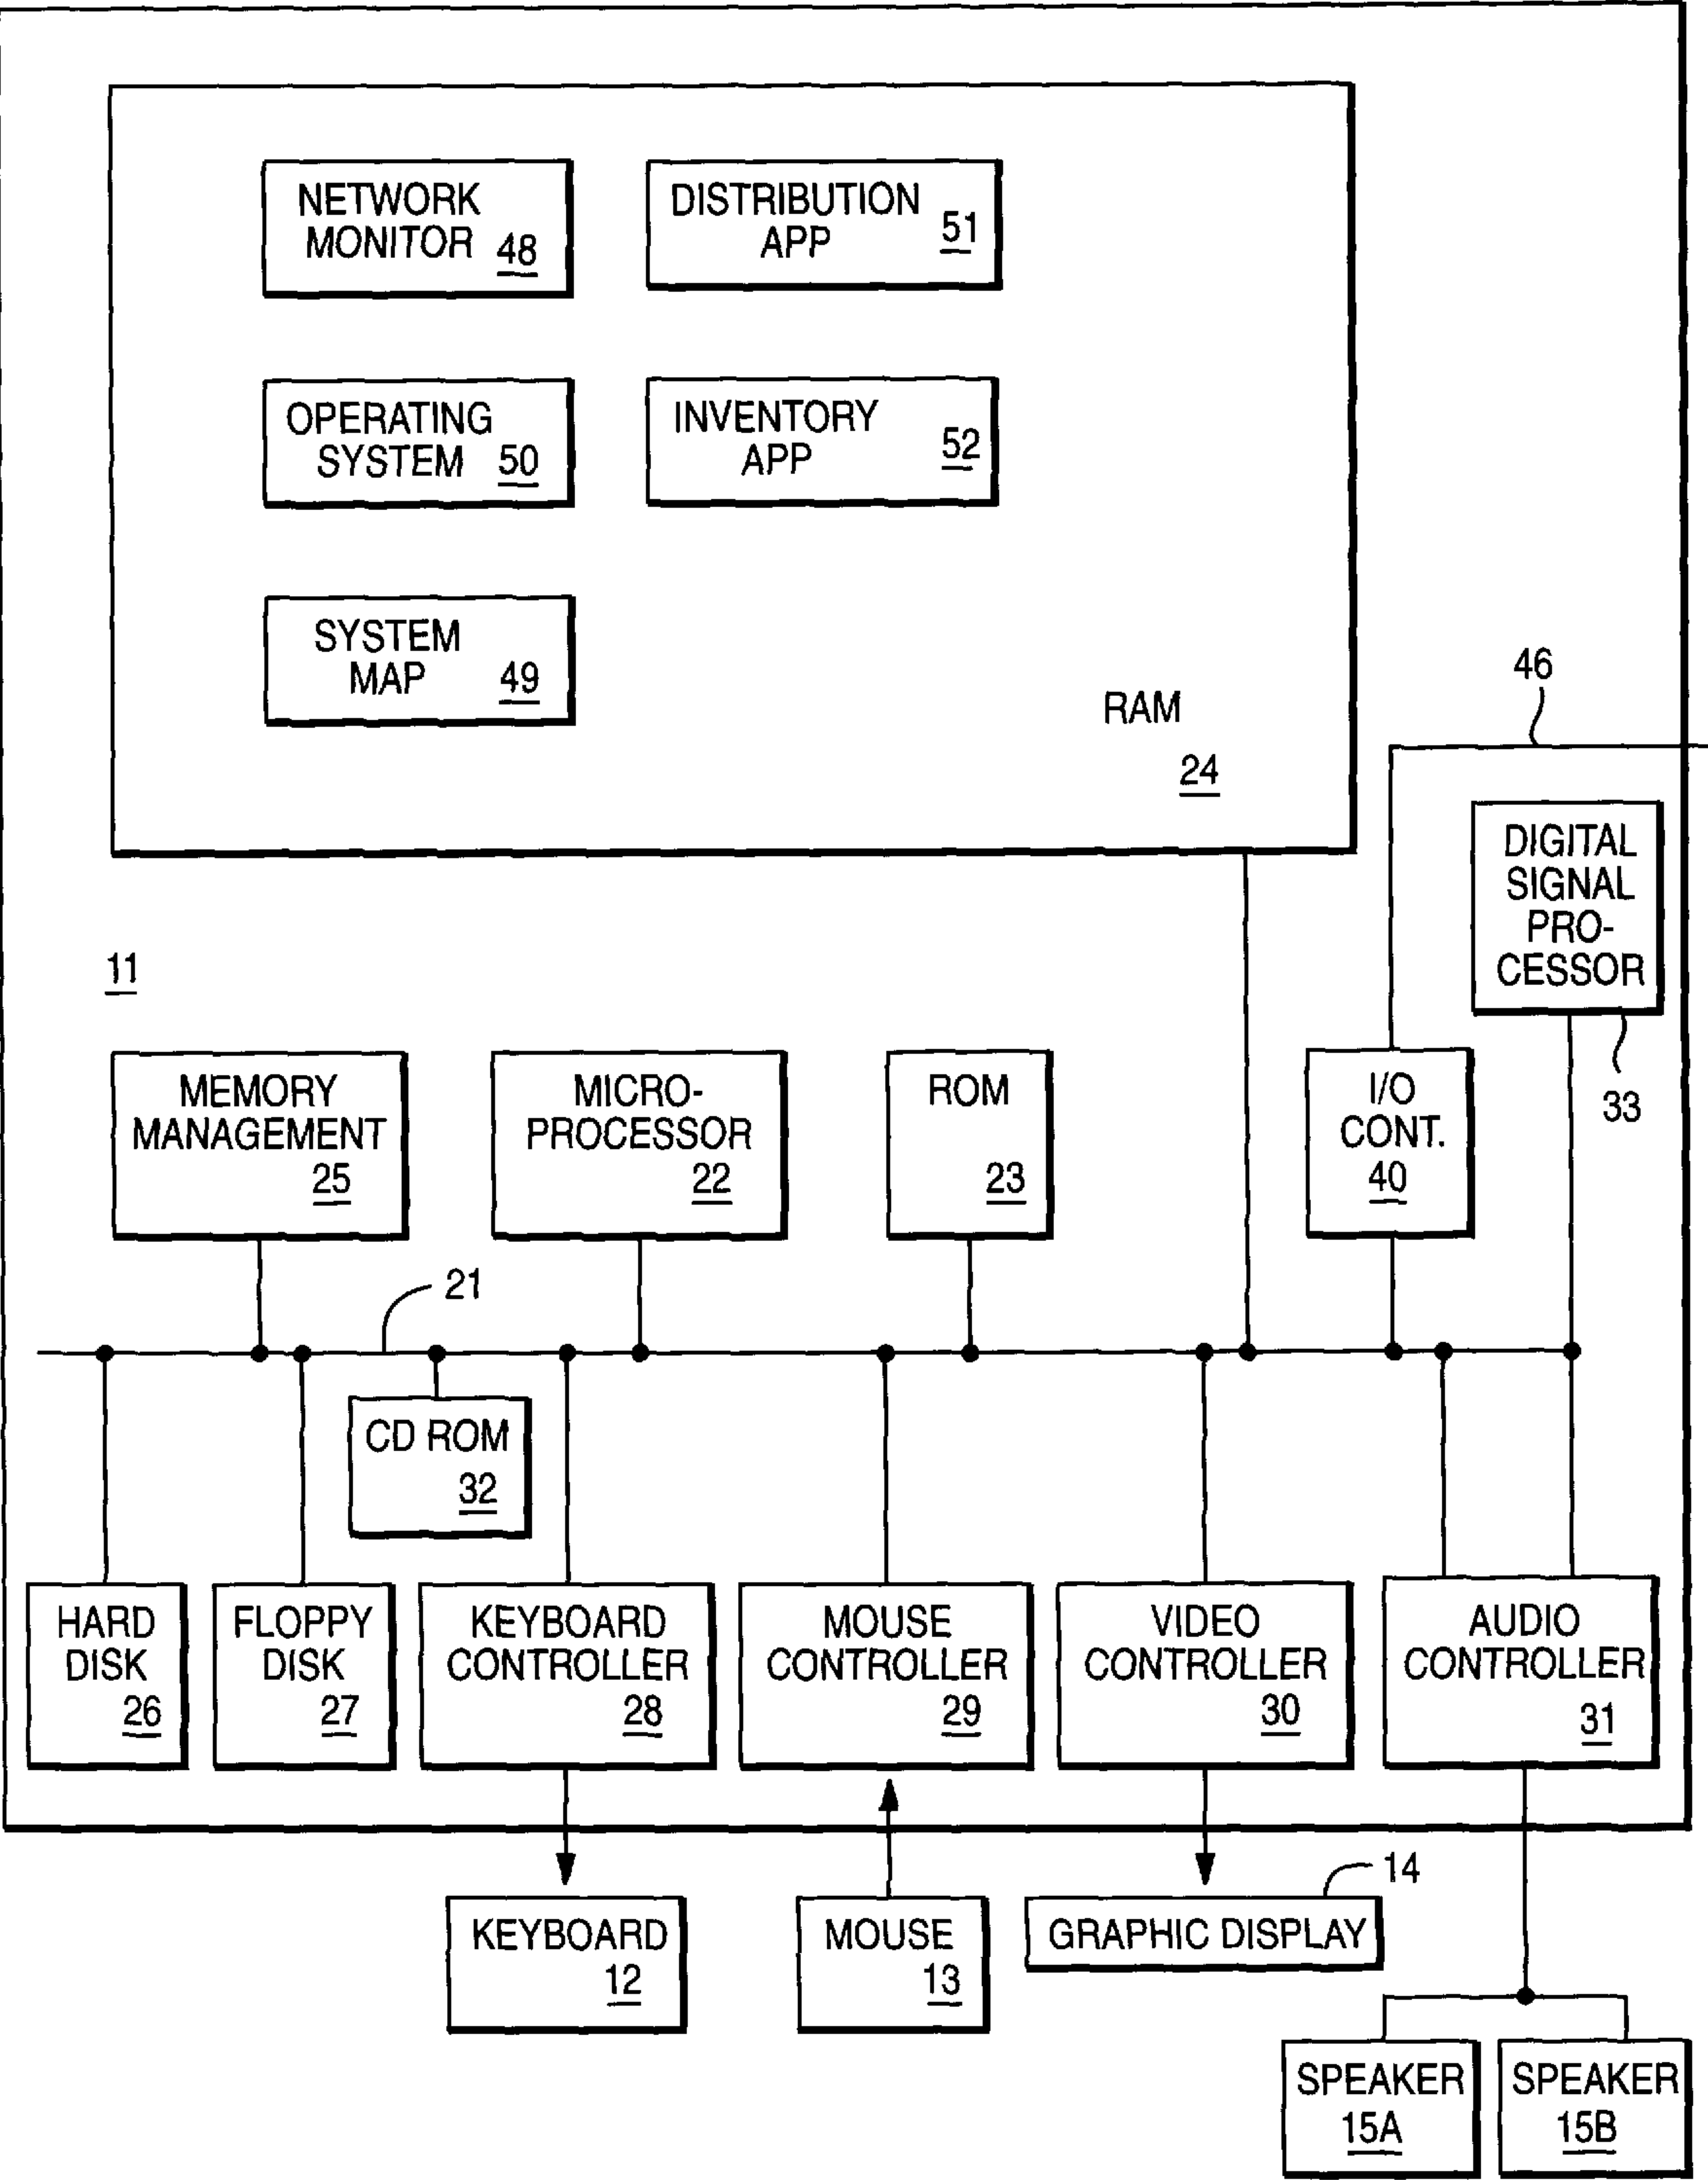 NETWORK
MONITOR 48
DISTRIBUTION
APP 51
OPERATING
SYSTEM 50
INVENTORY
APP 52
SYSTEM
MAP 49
RAM
24
46
DIGITAL
SIGNAL
PRO-
CESSOR
33
11
MEMORY
MANAGEMENT
25
MICRO-
PROCESSOR
22
ROM
23
I/O
CONT.
40
21
CD ROM
32
HARD
DISK
26
FLOPPY
DISK
27
KEYBOARD
CONTROLLER
28
MOUSE
CONTROLLER
29
VIDEO
CONTROLLER
30
AUDIO
CONTROLLER
31
KEYBOARD
12
MOUSE
13
14
GRAPHIC DISPLAY
SPEAKER
15A
SPEAKER
15B